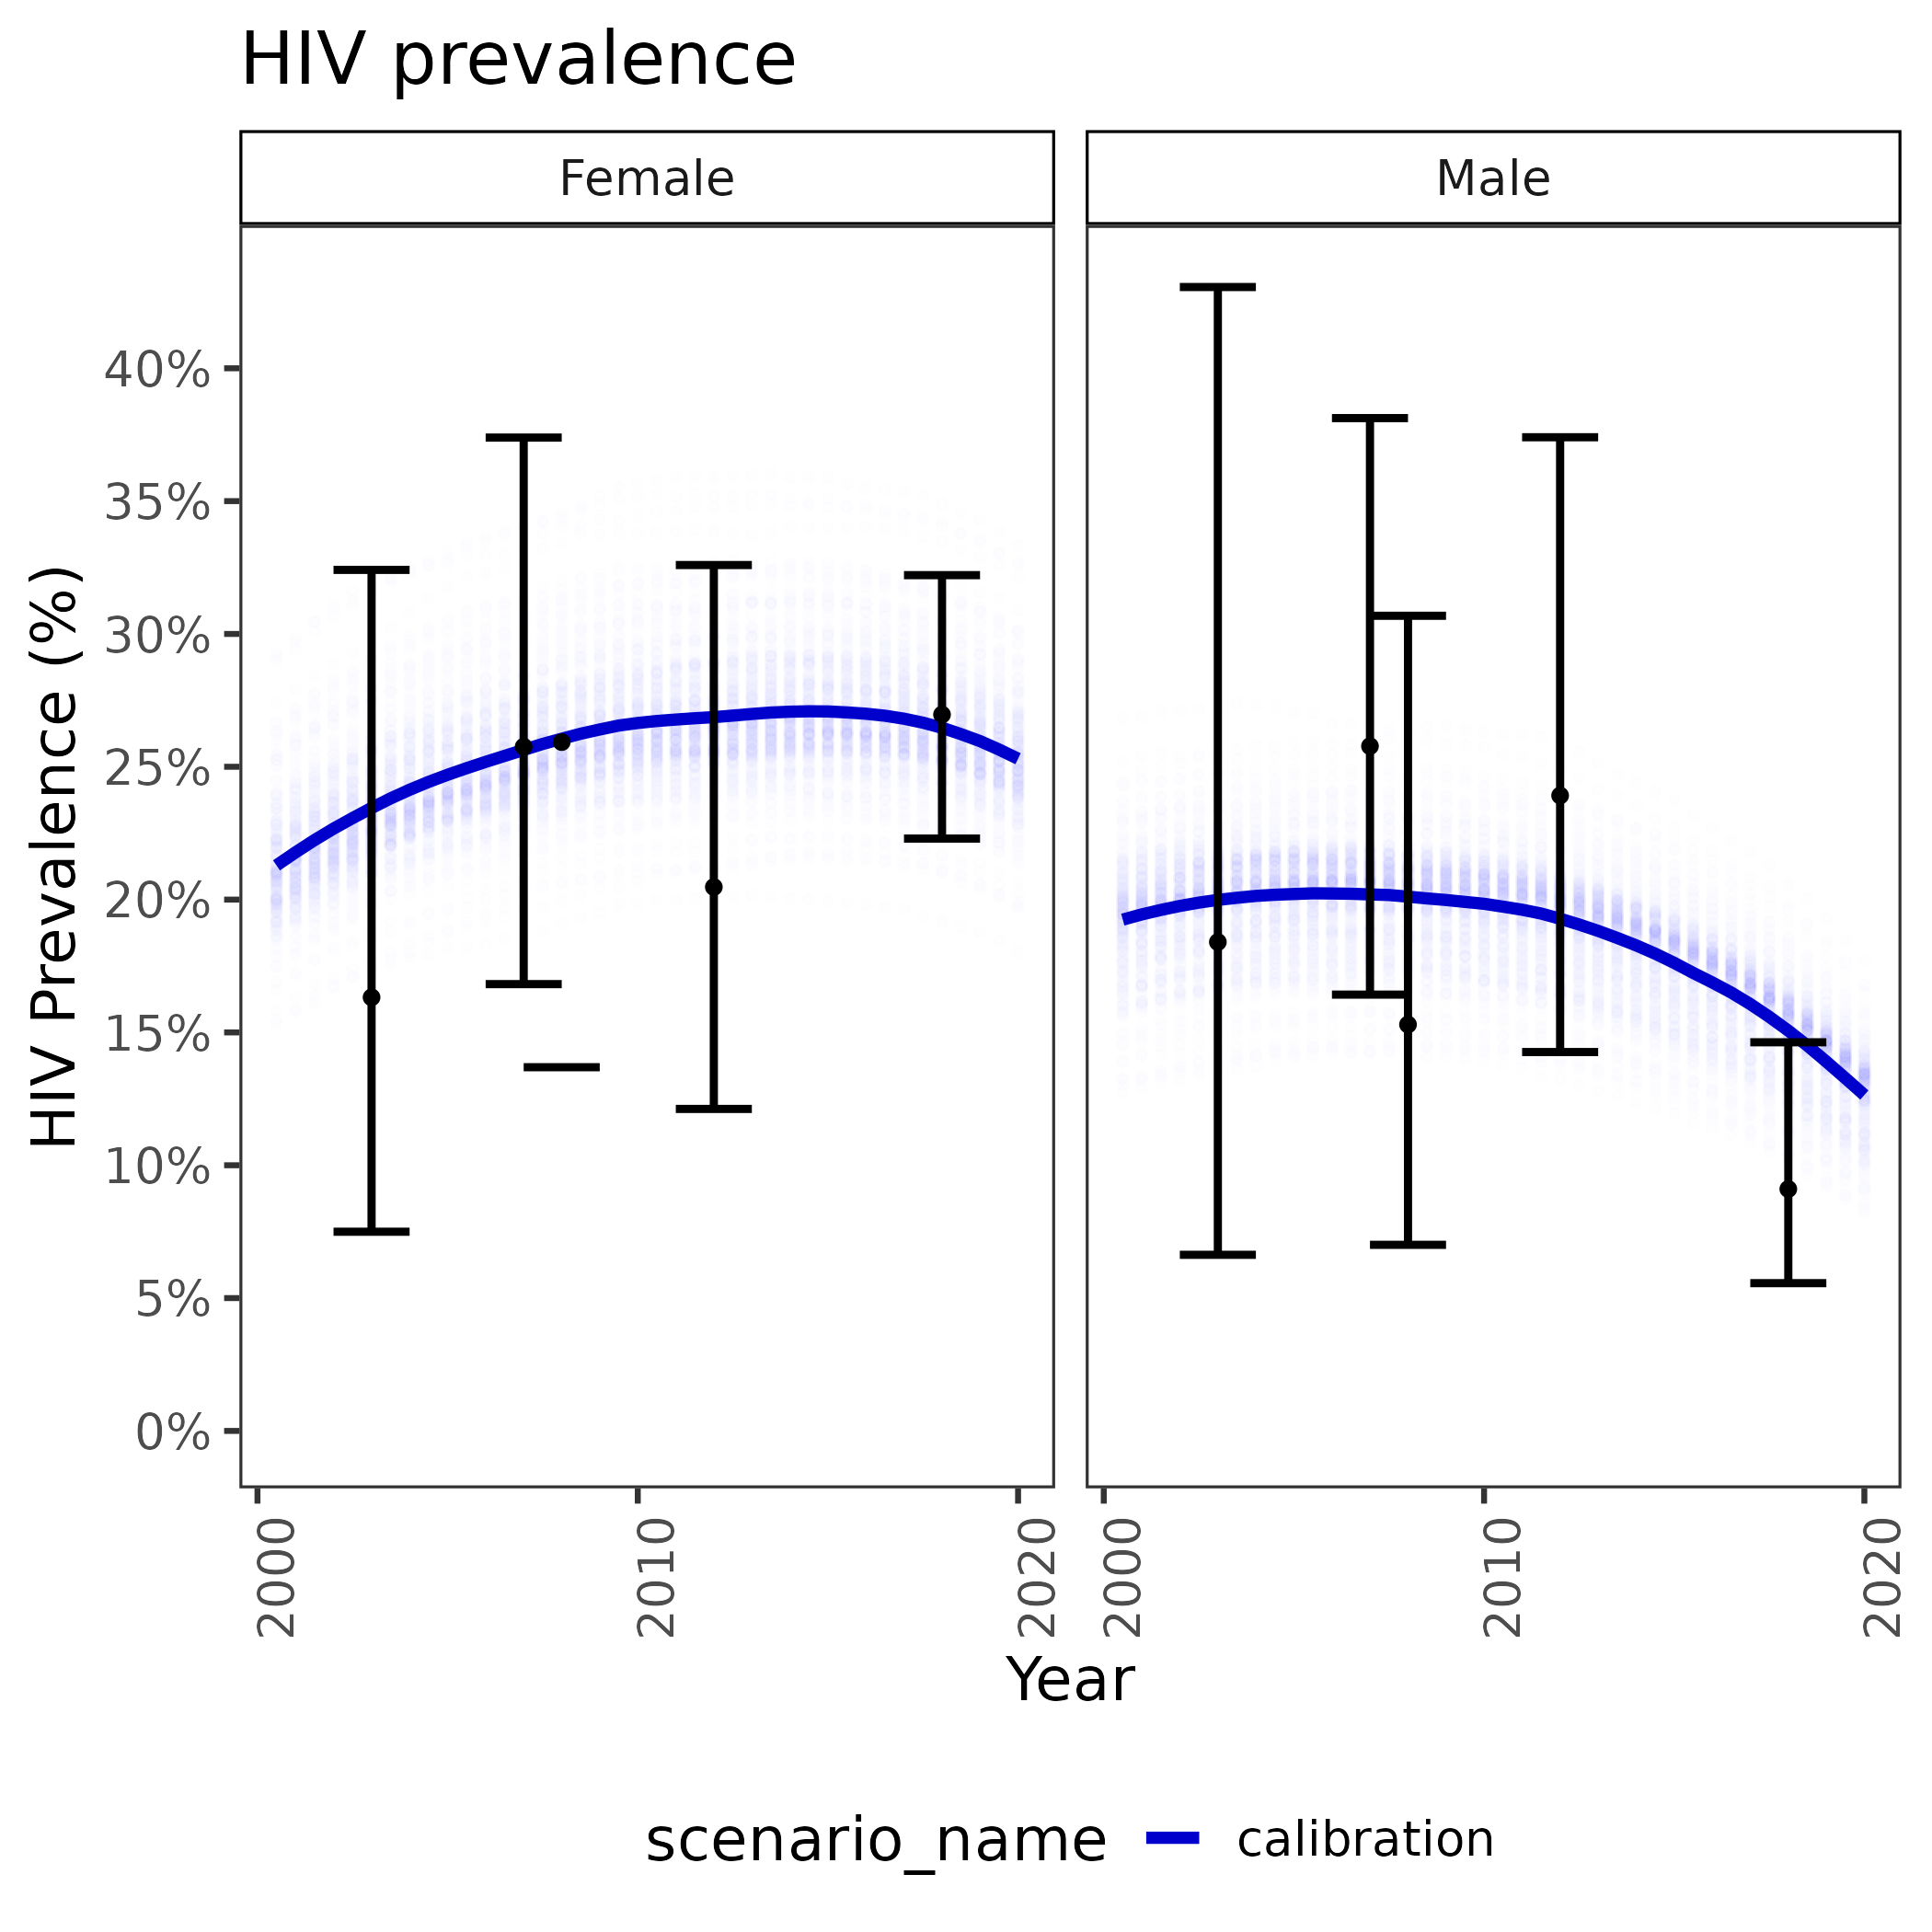 HIV prevalence
Female
Male
HIV Prevalence (%)
40%
35%
30%
25%
20%
15%
10%
5%
0%
2000
2010
2020
2000
2010
2020
Year
scenario_name
calibration